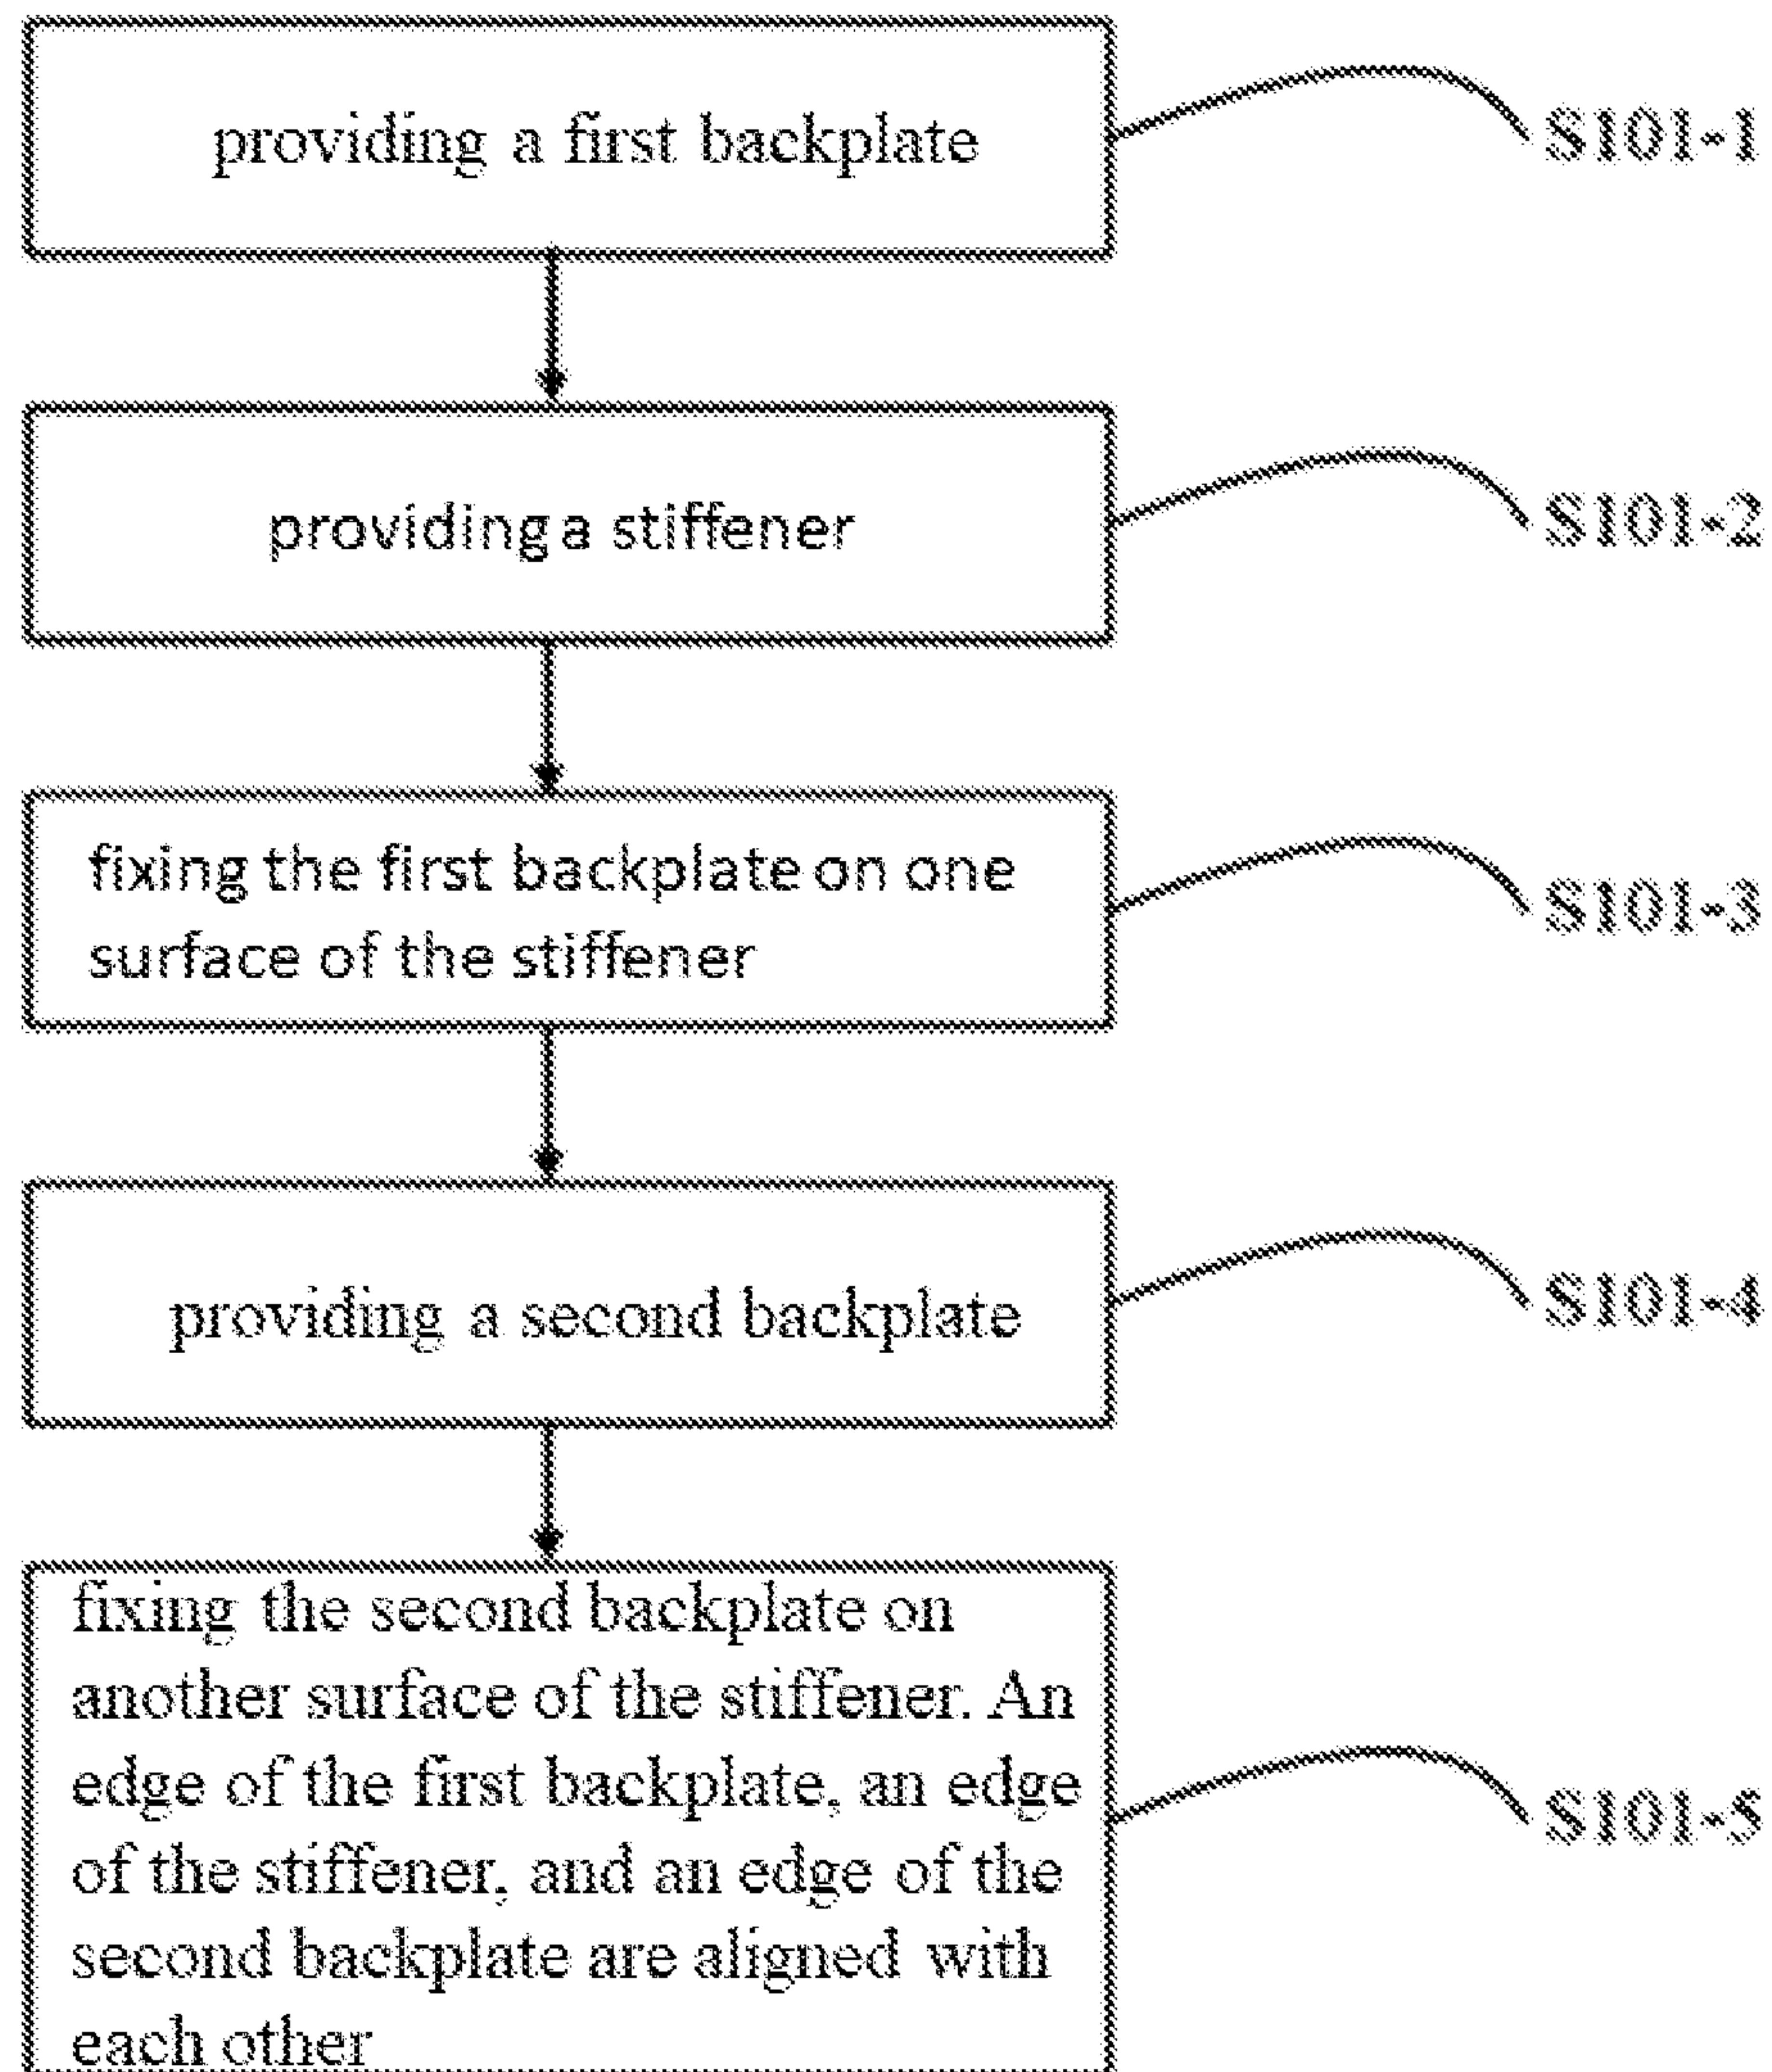 providing a first backplate
S101-1
providing a stiffener
S101-2
fixing the first backplate on one
surface of the stiffener
S101-3
providing a second backplate
S101-4
fixing the second backplate on
another surface of the stiffener. An
edge of the first backplate, an edge
of the stiffener, and an edge of the
second backplate are aligned with
each other
S101-5